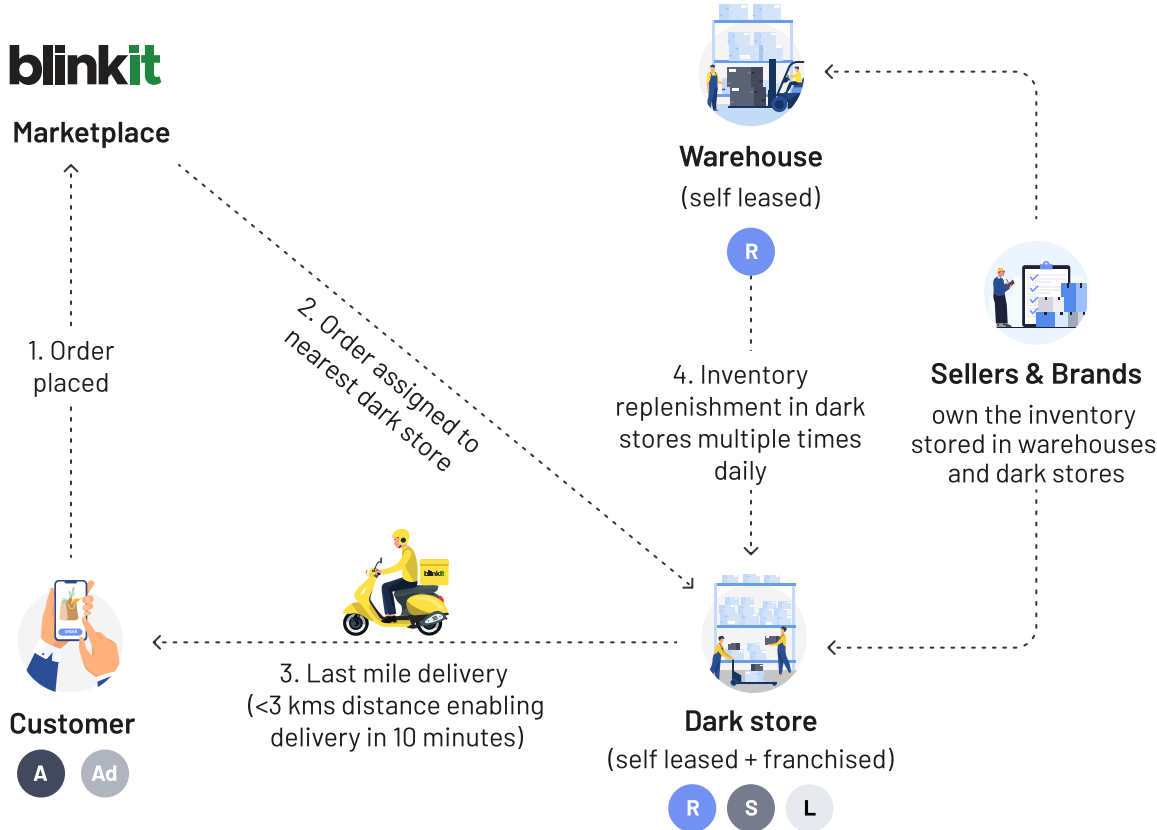 blinkit
Marketplace
1. Order
placed
2. Order assigned to
nearest dark store
Warehouse
(self leased)
R
4. Inventory
replenishment in dark
stores multiple times
daily
Sellers & Brands
own the inventory
stored in warehouses
and dark stores
blinkit
ORDER
3. Last mile delivery
(<3 kms distance enabling
delivery in 10 minutes)
Customer
A
Ad
Dark store
(self leased + franchised)
R
S
L